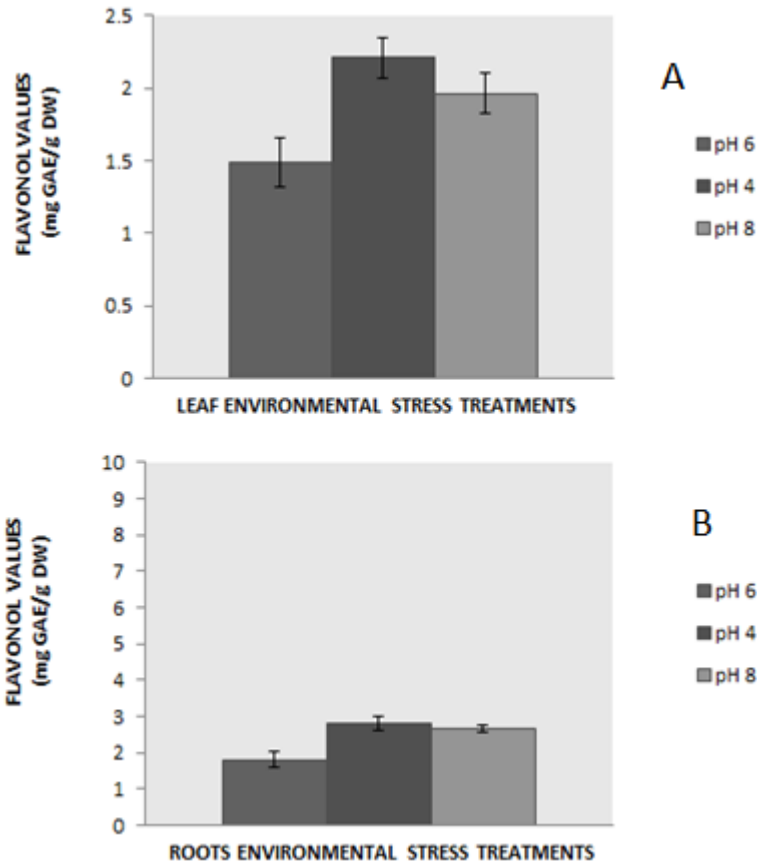 FLAVONOL VALUES
(mg GAE/g DW)
2.5
2
1.5
1
0.5
0
A
pH 6
pH 4
pH 8
LEAF ENVIRONMENTAL STRESS TREATMENTS
FLAVONOL VALUES
(mg GAE/g DW)
10
9
8
7
6
5
4
3
2
1
0
B
pH 6
pH 4
pH 8
ROOTS ENVIRONMENTAL STRESS TREATMENTS